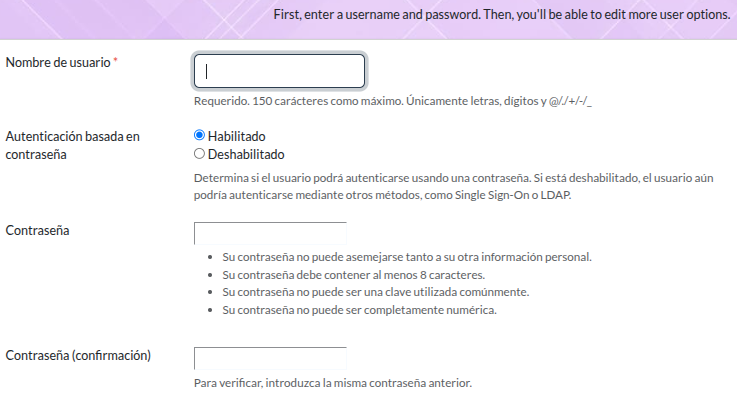 First, enter a username and password. Then, you'll be able to edit more user options.
Nombre de usuario *
Requerido. 150 carácteres como máximo. Únicamente letras, dígitos y @/./+/-/_
Autenticación basada en
contraseña
Habilitado
Deshabilitado
Determina si el usuario podrá autenticarse usando una contraseña. Si está deshabilitado, el usuario aún
podría autenticarse mediante otros métodos, como Single Sign-On o LDAP.
Contraseña
• Su contraseña no puede asemejarse tanto a su otra información personal.
• Su contraseña debe contener al menos 8 caracteres.
• Su contraseña no puede ser una clave utilizada comúnmente.
• Su contraseña no puede ser completamente numérica.
Contraseña (confirmación)
Para verificar, introduzca la misma contraseña anterior.